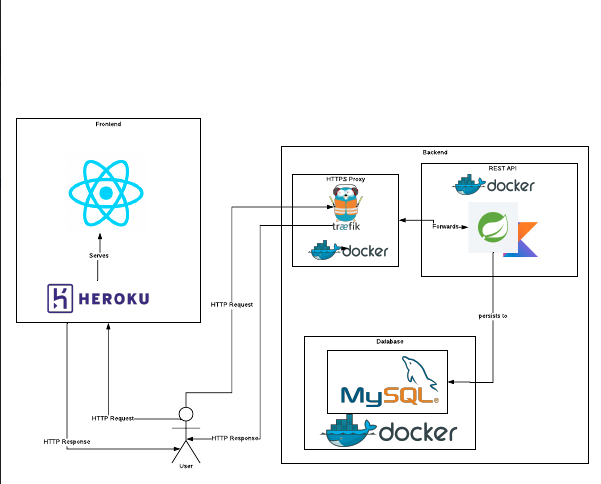 Frontend
Serves
HEROKU
HTTP Request
HTTP Response
User
HTTP Request
HTTP Response
Backend
HTTPS Proxy
træfik
docker
Forwards
REST API
docker
persists to
Database
MySQL®
docker